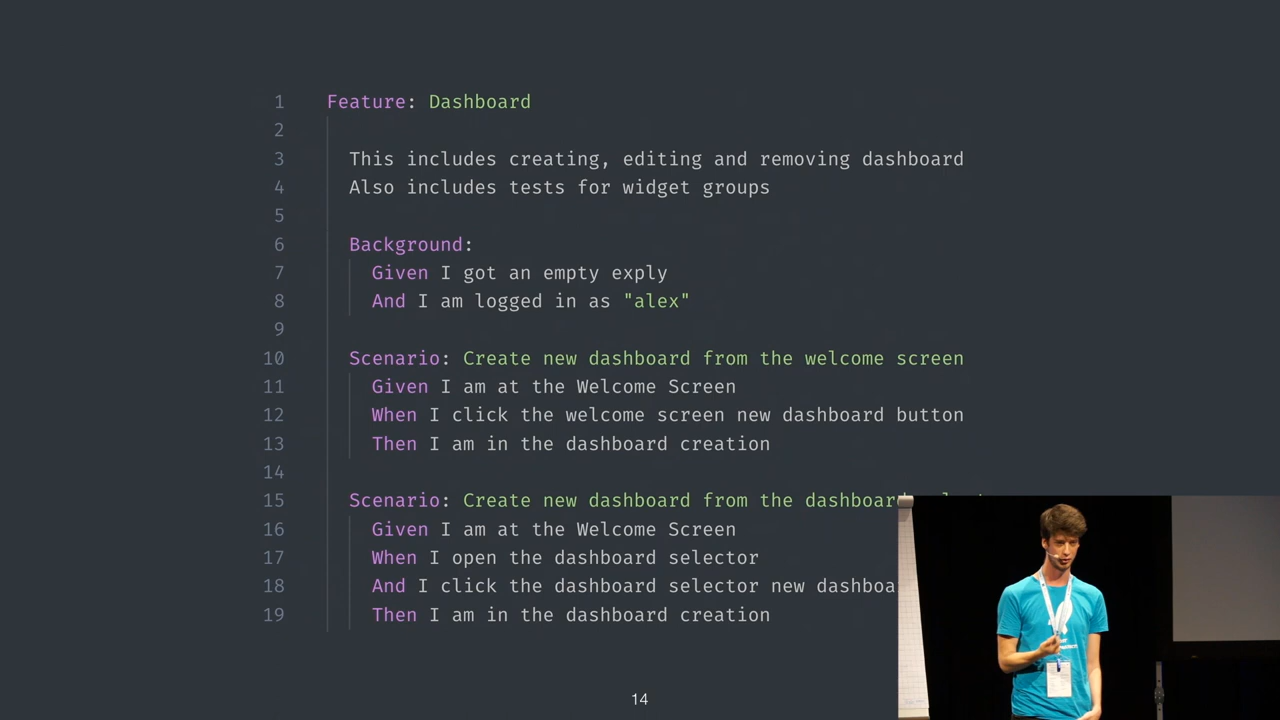 1 Feature: Dashboard
2
3 This includes creating, editing and removing dashboard
4 Also includes tests for widget groups
5
6 Background:
7 Given I got an empty exply
8 And I am logged in as "alex"
9
10 Scenario: Create new dashboard from the welcome screen
11 Given I am at the Welcome Screen
12 When I click the welcome screen new dashboard button
13 Then I am in the dashboard creation
14
15 Scenario: Create new dashboard from the
16 Given I am at the Welcome Screen
17 When I open the dashboard selector
18 And I click the dashboard selector new
19 Then I am in the dashboard creation
14